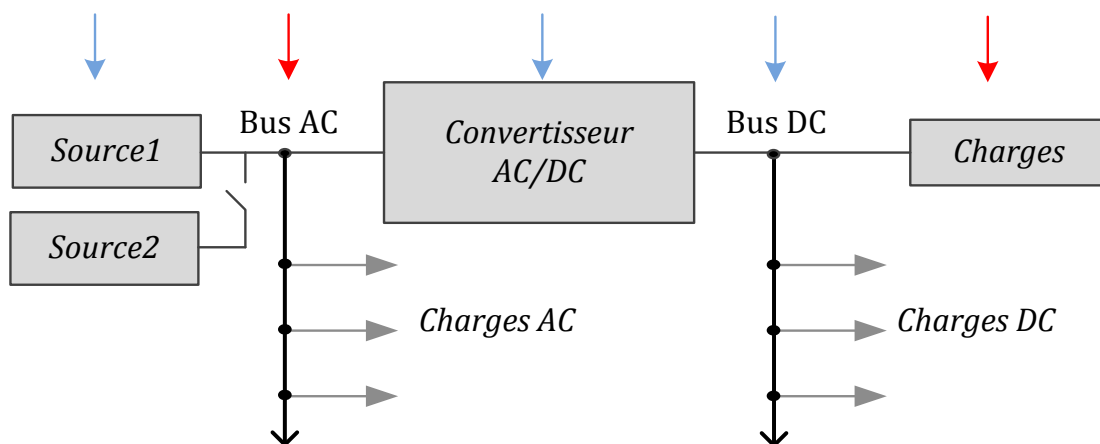 Bus AC
Bus DC
Source1
Convertisseur
AC/DC
Charges
Source2
Charges AC
Charges DC